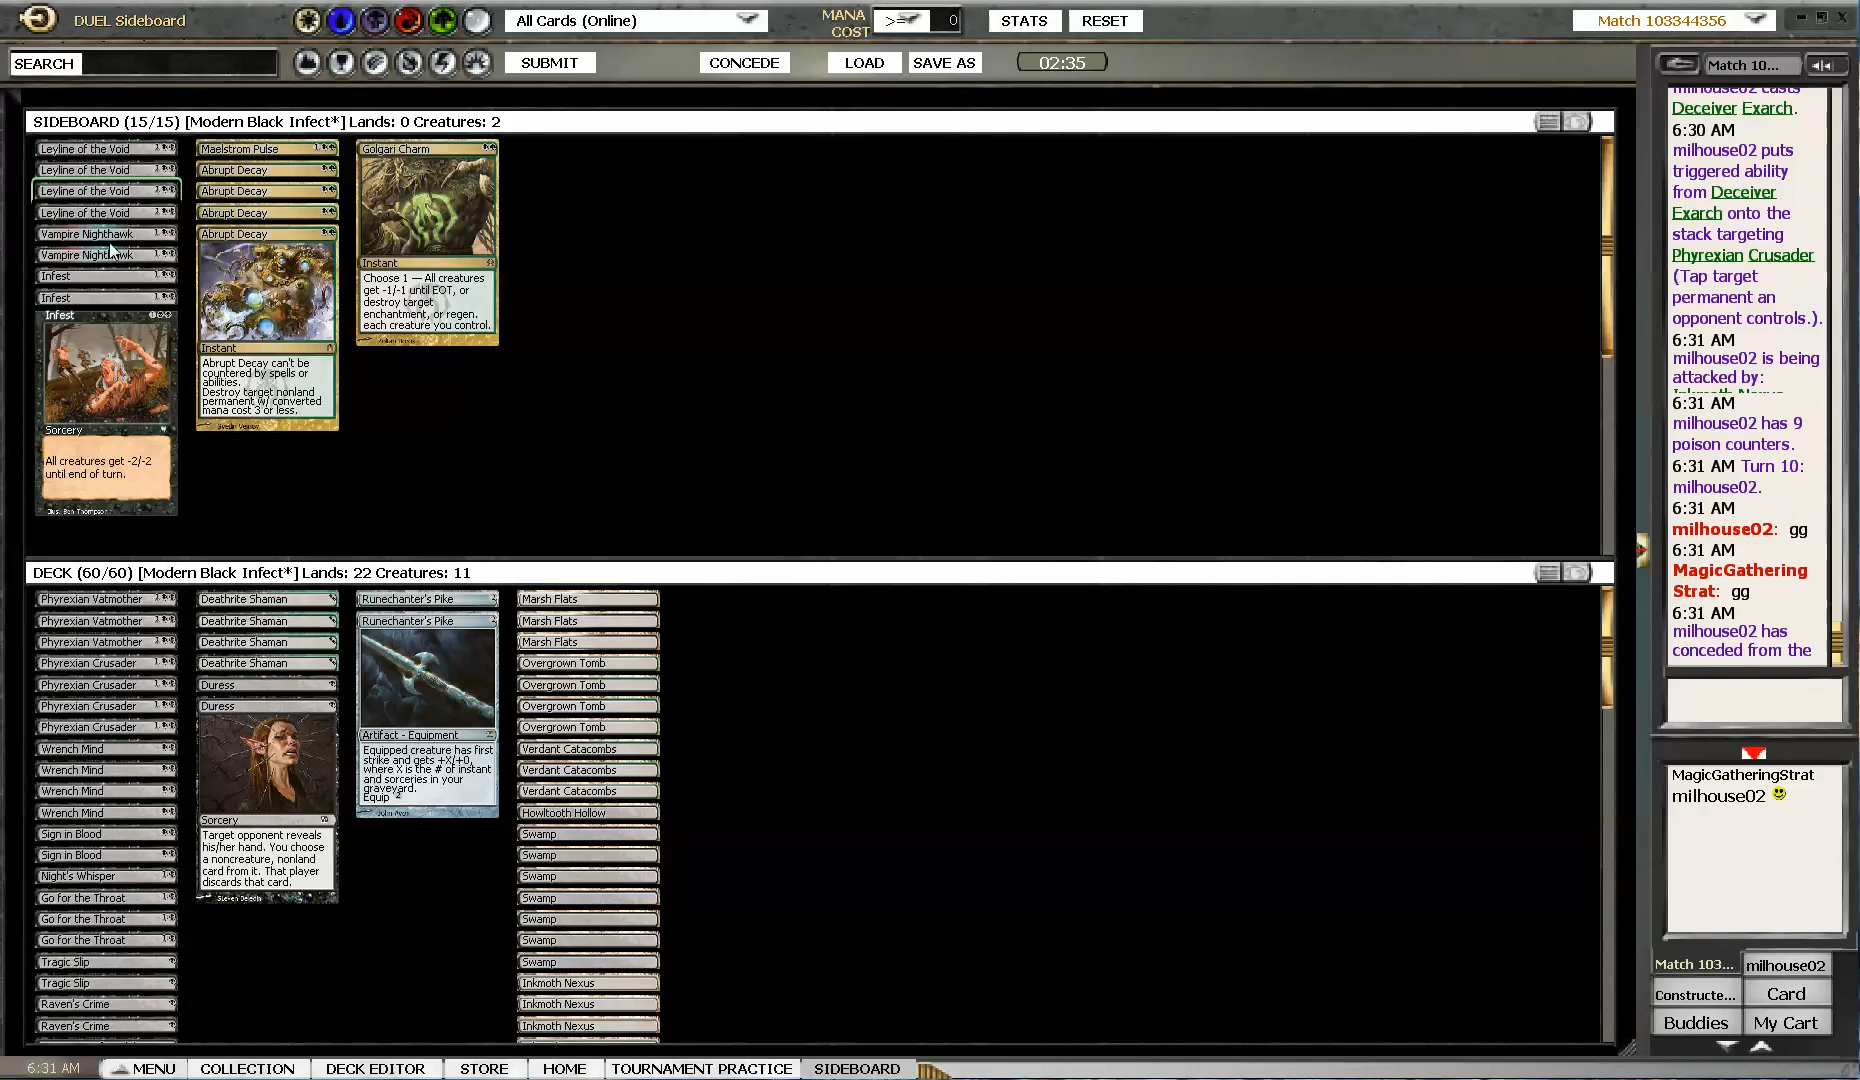 DUEL Sideboard
All Cards (Online)
MANA
COST
>=
0
STATS
RESET
Match 103344356
SEARCH
SUBMIT
CONCEDE
LOAD
SAVE AS
02:35
Match 10...
SIDEBOARD (15/15) [Modern Black Infect*] Lands: 0 Creatures: 2
Leyline of the Void
Leyline of the Void
Leyline of the Void
Leyline of the Void
Vampire Nighthawk
Vampire Nighthawk
Infest
Infest
Infest
Sorcery
All creatures get -2/-2
until end of turn.
Illus. Ben Thompson
Maelstrom Pulse
Abrupt Decay
Abrupt Decay
Abrupt Decay
Abrupt Decay
Instant
Abrupt Decay can't be
countered by spells or
abilities.
Destroy target nonland
permanent w/ converted
mana cost 3 or less.
Golgari Charm
Instant
Choose 1 — All creatures
get -1/-1 until EOT, or
destroy target
enchantment, or regen.
each creature you control.
DECK (60/60) [Modern Black Infect*] Lands: 22 Creatures: 11
Phyrexian Vatmother
Phyrexian Vatmother
Phyrexian Vatmother
Phyrexian Crusader
Phyrexian Crusader
Phyrexian Crusader
Phyrexian Crusader
Wrench Mind
Wrench Mind
Wrench Mind
Wrench Mind
Sign in Blood
Sign in Blood
Night's Whisper
Go for the Throat
Go for the Throat
Go for the Throat
Tragic Slip
Tragic Slip
Raven's Crime
Raven's Crime
Deathrite Shaman
Deathrite Shaman
Deathrite Shaman
Deathrite Shaman
Duress
Duress
Sorcery
Target opponent reveals
his/her hand. You choose
a noncreature, nonland
card from it. That player
discards that card.
Steven Belledin
Runechanter's Pike
Runechanter's Pike
Artifact - Equipment
Equipped creature has first
strike and gets +X/+0,
where X is the # of instant
and sorceries in your
graveyard.
Equip 2
John Avon
Marsh Flats
Marsh Flats
Marsh Flats
Overgrown Tomb
Overgrown Tomb
Overgrown Tomb
Overgrown Tomb
Verdant Catacombs
Verdant Catacombs
Verdant Catacombs
Howltooth Hollow
Swamp
Swamp
Swamp
Swamp
Swamp
Swamp
Swamp
Inkmoth Nexus
Inkmoth Nexus
Inkmoth Nexus
milhouse02 casts
Deceiver Exarch.
6:30 AM
milhouse02 puts
triggered ability
from Deceiver
Exarch onto the
stack targeting
Phyrexian Crusader
(Tap target
permanent an
opponent controls.).
6:31 AM
milhouse02 is being
attacked by:
Inkmoth Nexus
6:31 AM
milhouse02 has 9
poison counters.
6:31 AM Turn 10:
milhouse02.
6:31 AM
milhouse02: gg
6:31 AM
MagicGathering
Strat: gg
6:31 AM
milhouse02 has
conceded from the
MagicGatheringStrat
milhouse02
Match 103...
milhouse02
Constructe...
Card
Buddies
My Cart
6:31 AM
MENU
COLLECTION
DECK EDITOR
STORE
HOME
TOURNAMENT PRACTICE
SIDEBOARD